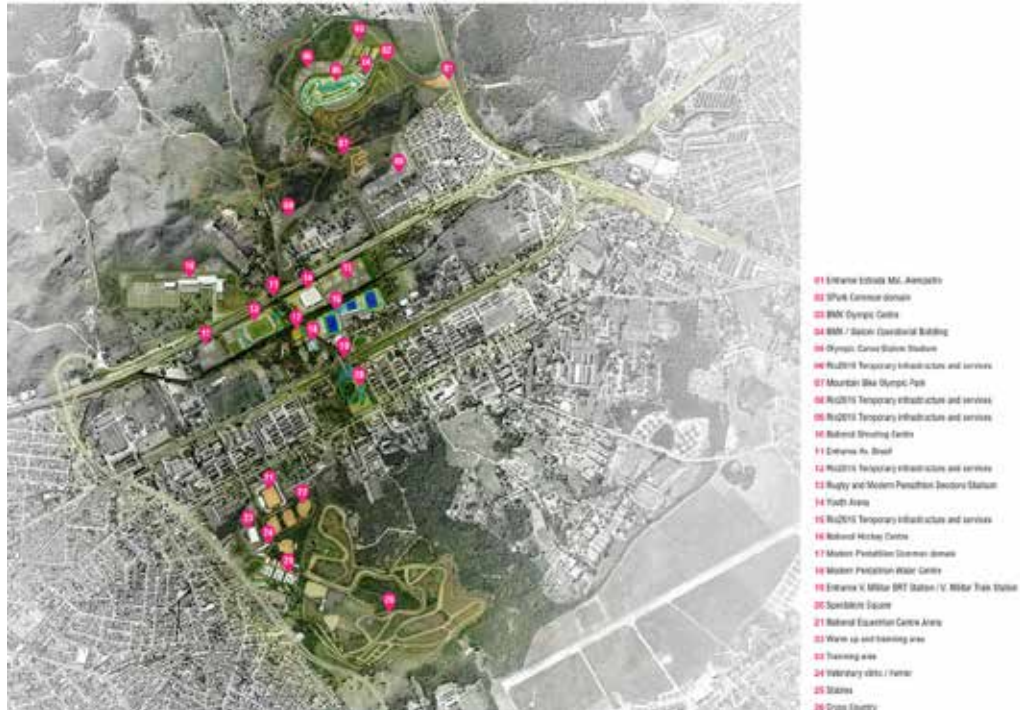 01 Entrance Estrada Mal. Alencastro
02 XPark Common domain
03 BMX Olympic Centre
04 BMX / Slalom Operational Building
05 Olympic Canoe Slalom Stadium
06 Rio2016 Temporary infrastructure and services
07 Mountain Bike Olympic Park
08 Rio2016 Temporary infrastructure and services
09 Rio2016 Temporary infrastructure and services
10 National Shooting Centre
11 Entrance Av. Brasil
12 Rio2016 Temporary infrastructure and services
13 Rugby and Modern Pentathlon Deodoro Stadium
14 Youth Arena
15 Rio2016 Temporary infrastructure and services
16 National Hockey Centre
17 Modern Pentathlon Common domain
18 Modern Pentathlon Water Centre
19 Entrance V. Militar BRT Station / V. Militar Train Station
20 Spectators Square
21 National Equestrian Centre Arena
22 Warm up and training area
23 Training area
24 Veterinary clinic / Farrier
25 Stables
26 Cross Country